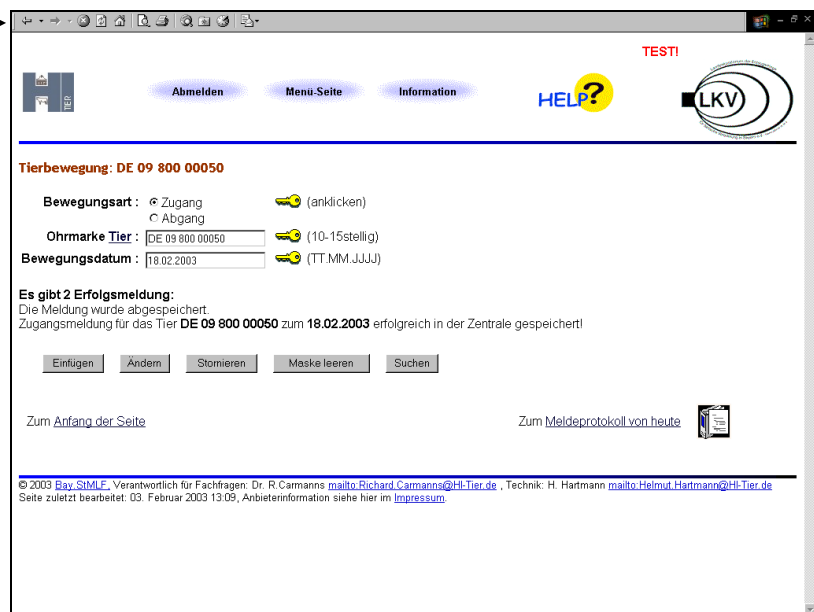 TEST!
HI TIER
Abmelden Menü-Seite Information HELP? LKV
Tierbewegung: DE 09 800 00050
Bewegungsart : Zugang (anklicken)
Abgang
Ohrmarke Tier : DE 09 800 00050 (10-15stellig)
Bewegungsdatum : 18.02.2003 (TT.MM.JJJJ)
Es gibt 2 Erfolgsmeldung:
Die Meldung wurde abgespeichert.
Zugangsmeldung für das Tier DE 09 800 00050 zum 18.02.2003 erfolgreich in der Zentrale gespeichert!
Einfügen Ändern Stornieren Maske leeren Suchen
Zum Anfang der Seite Zum Meldeprotokoll von heute
© 2003 Bay.StMLF, Verantwortlich für Fachfragen: Dr. R.Carmanns mailto:Richard.Carmanns@HI-Tier.de , Technik: H. Hartmann mailto:Helmut.Hartmann@HI-Tier.de
Seite zuletzt bearbeitet: 03. Februar 2003 13:09, Anbieterinformation siehe hier im Impressum.